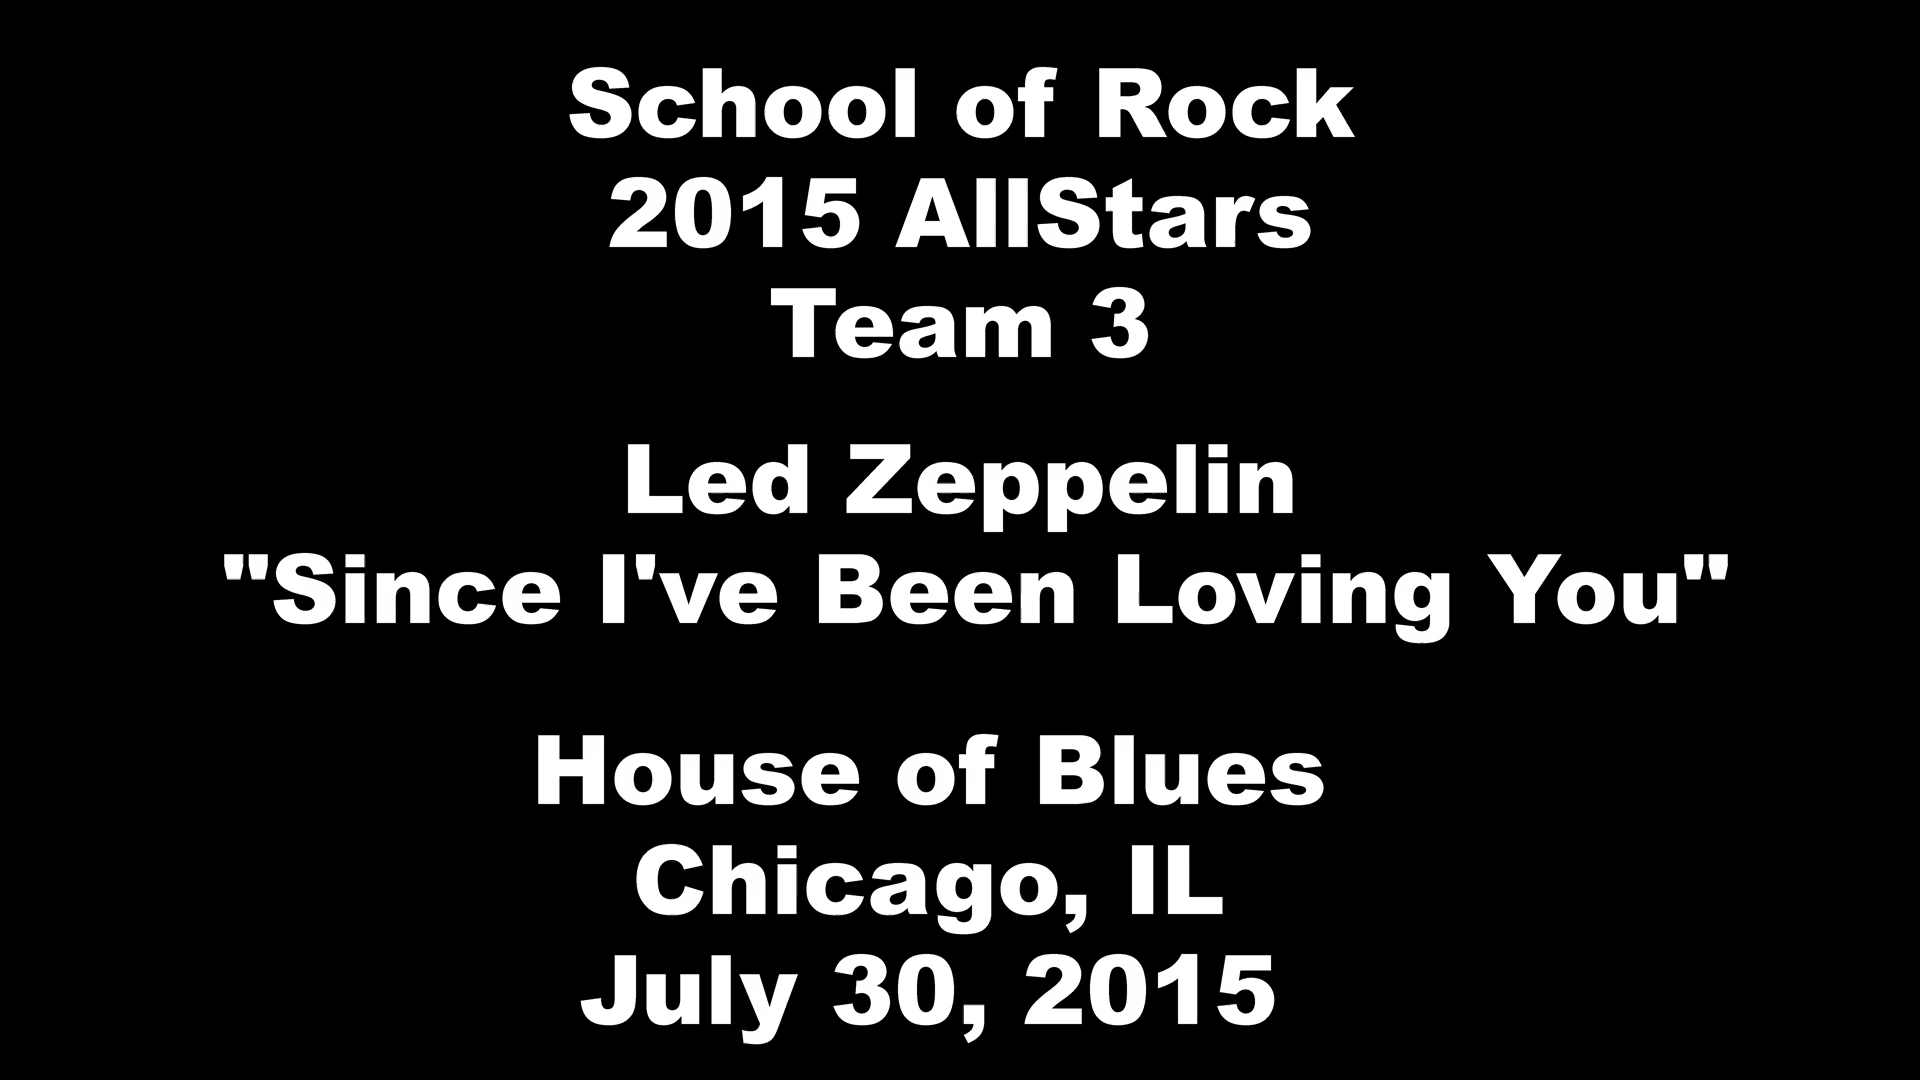 School of Rock
2015 AllStars
Team 3
Led Zeppelin
"Since I've Been Loving You"
House of Blues
Chicago, IL
July 30, 2015